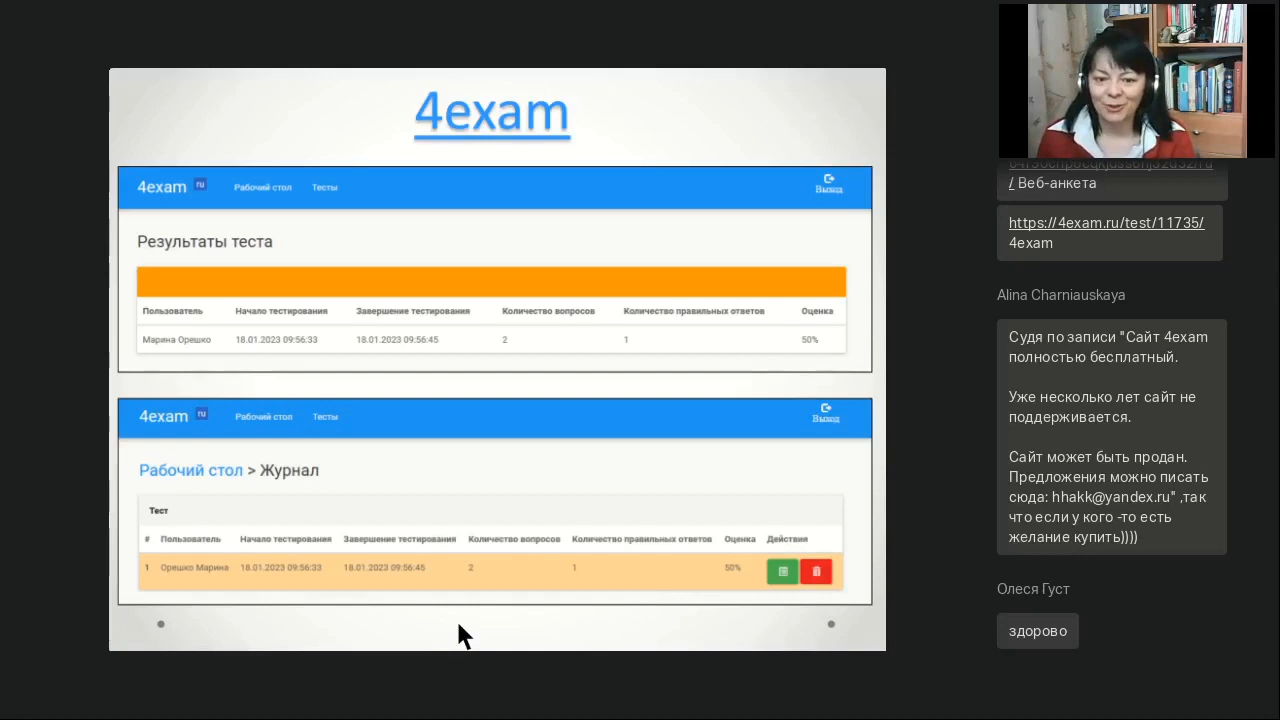 4exam
4exam ru Рабочий стол Тесты Выход
Результаты теста
Пользователь Начало тестирования Завершение тестирования Количество вопросов Количество правильных ответов Оценка
Марина Орешко 18.01.2023 09:56:33 18.01.2023 09:56:45 2 1 50%
4exam ru Рабочий стол Тесты Выход
Рабочий стол > Журнал
Тест
# Пользователь Начало тестирования Завершение тестирования Количество вопросов Количество правильных ответов Оценка Действия
1 Орешко Марина 18.01.2023 09:56:33 18.01.2023 09:56:45 2 1 50%
/ Веб-анкета
https://4exam.ru/test/11735/
4exam
Alina Charniauskaya
Судя по записи "Сайт 4exam
полностью бесплатный.
Уже несколько лет сайт не
поддерживается.
Сайт может быть продан.
Предложения можно писать
сюда: hhakk@yandex.ru" ,так
что если у кого -то есть
желание купить))))
Олеся Густ
здорово